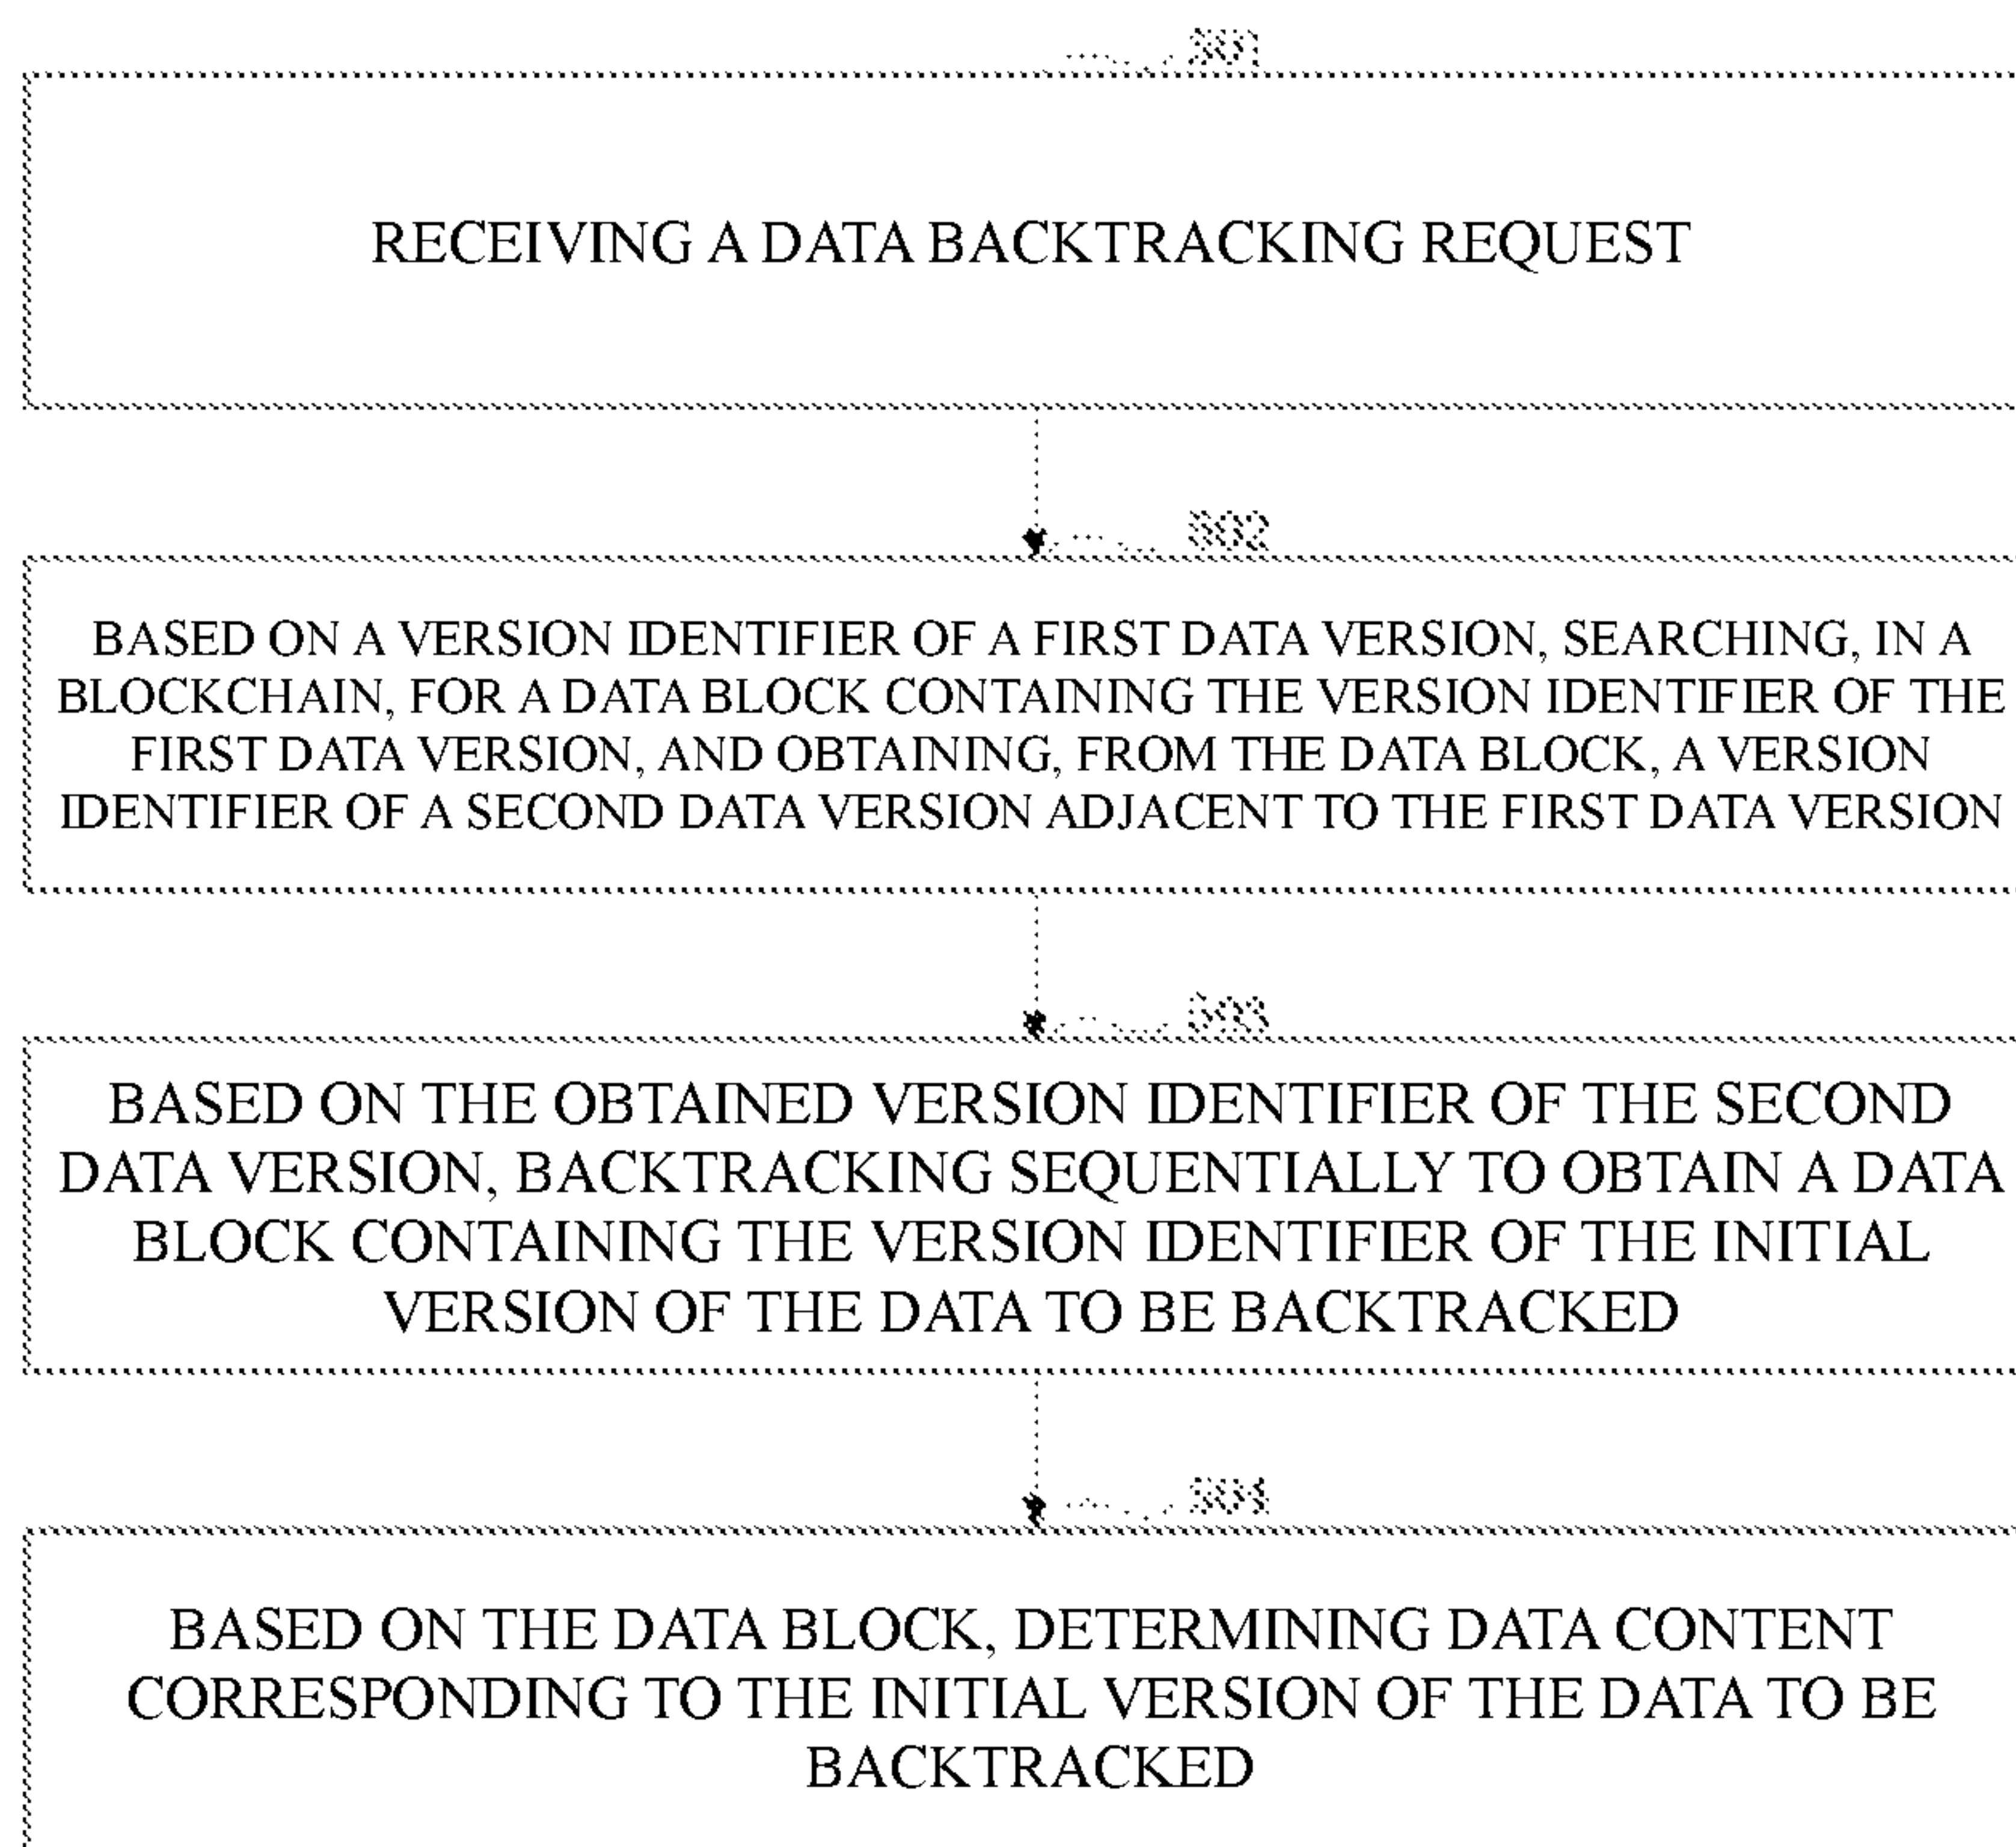 RECEIVING A DATA BACKTRACKING REQUEST
BASED ON A VERSION IDENTIFIER OF A FIRST DATA VERSION, SEARCHING, IN A
BLOCKCHAIN, FOR A DATA BLOCK CONTAINING THE VERSION IDENTIFIER OF THE
FIRST DATA VERSION, AND OBTAINING, FROM THE DATA BLOCK, A VERSION
IDENTIFIER OF A SECOND DATA VERSION ADJACENT TO THE FIRST DATA VERSION
BASED ON THE OBTAINED VERSION IDENTIFIER OF THE SECOND
DATA VERSION, BACKTRACKING SEQUENTIALLY TO OBTAIN A DATA
BLOCK CONTAINING THE VERSION IDENTIFIER OF THE INITIAL
VERSION OF THE DATA TO BE BACKTRACKED
BASED ON THE DATA BLOCK, DETERMINING DATA CONTENT
CORRESPONDING TO THE INITIAL VERSION OF THE DATA TO BE
BACKTRACKED